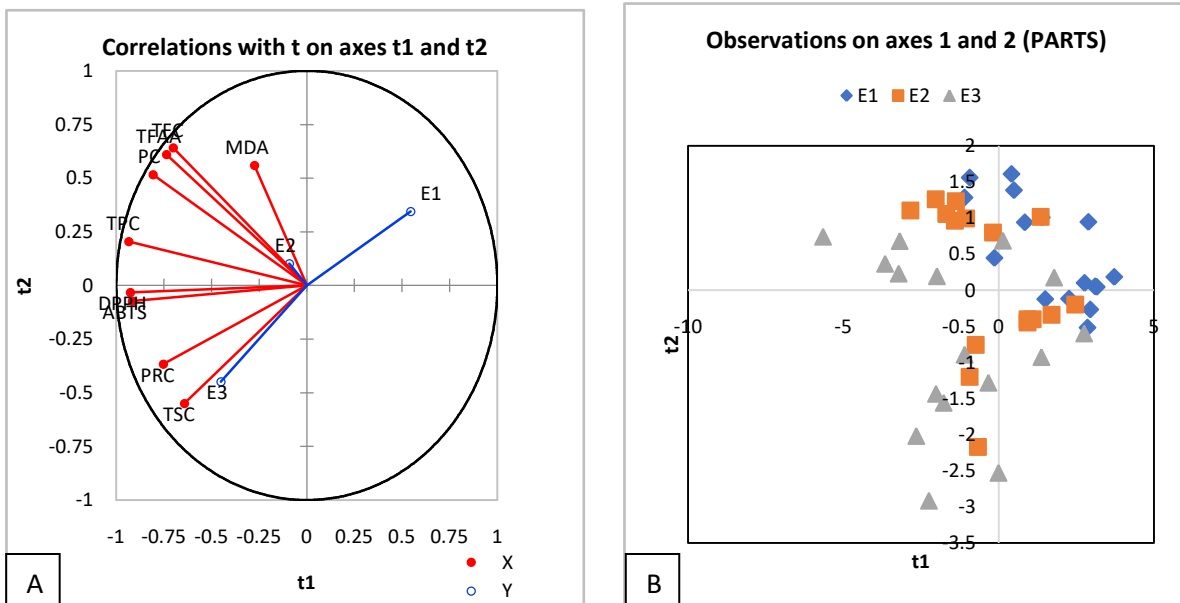 Correlations with t on axes t1 and t2
1
0.75
0.5
0.25
0
-0.25
-0.5
-0.75
-1
t2
TFC
TFAA
PC
MDA
E1
TPC
E2
DPPH
ABTS
PRC
E3
TSC
-1 -0.75 -0.5 -0.25 0 0.25 0.5 0.75 1
t1
X
Y
A
Observations on axes 1 and 2 (PARTS)
E1 E2 E3
2
1.5
1
0.5
0
-0.5
-1
-1.5
-2
-2.5
-3
-3.5
t2
-10 -5 0 5
t1
B